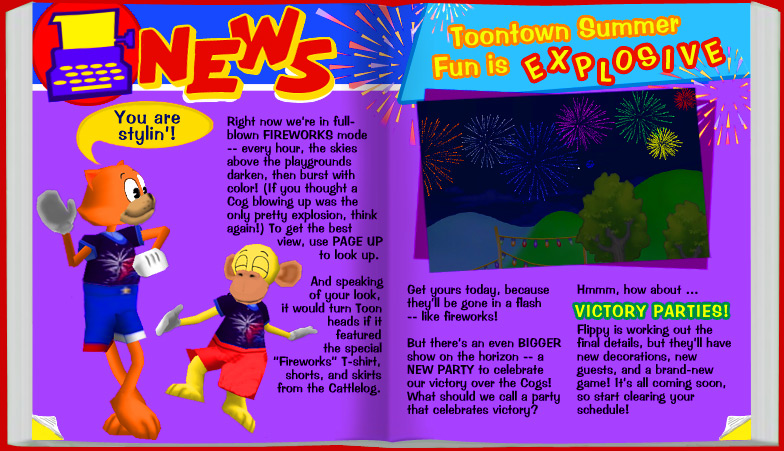 NEWS
Toontown Summer
Fun is EXPLOSIVE
You are
stylin'!
Right now we're in full-
blown FIREWORKS mode
-- every hour, the skies
above the playgrounds
darken, then burst with
color! (If you thought a
Cog blowing up was the
only pretty explosion, think
again!) To get the best
view, use PAGE UP
to look up.
And speaking
of your look,
it would turn Toon
heads if it
featured
the special
"Fireworks" T-shirt,
shorts, and skirts
from the Cattlelog.
Get yours today, because
they'll be gone in a flash
-- like fireworks!
But there's an even BIGGER
show on the horizon -- a
NEW PARTY to celebrate
our victory over the Cogs!
What should we call a party
that celebrates victory?
Hmmm, how about ...
VICTORY PARTIES!
Flippy is working out the
final details, but they'll have
new decorations, new
guests, and a brand-new
game! It's all coming soon,
so start clearing your
schedule!